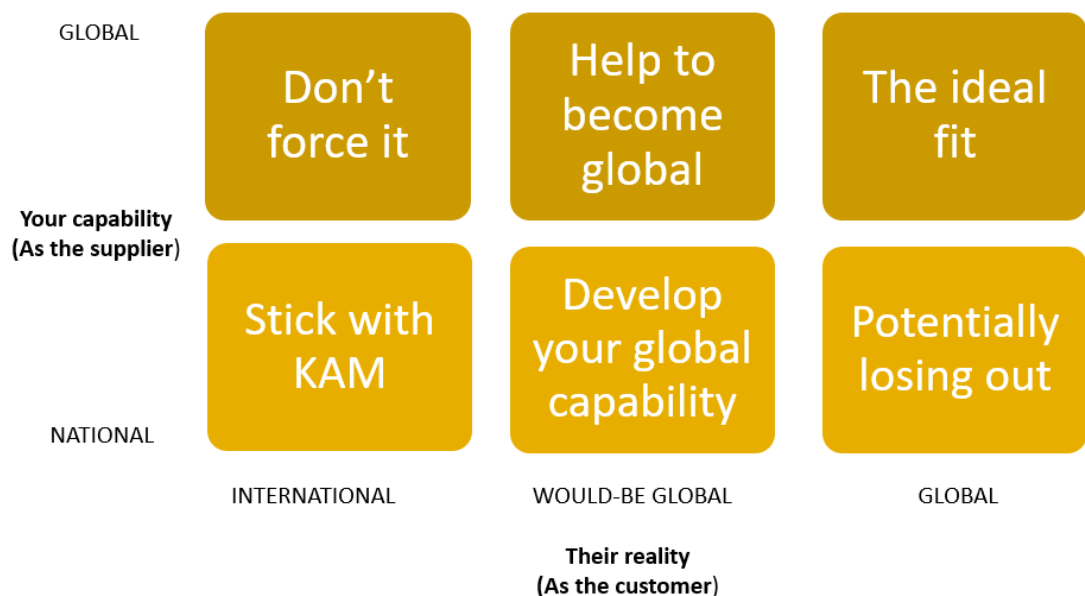 GLOBAL
Don’t
force it
Help to
become
global
The ideal
fit
Your capability
(As the supplier)
Stick with
KAM
Develop
your global
capability
Potentially
losing out
NATIONAL
INTERNATIONAL
WOULD-BE GLOBAL
GLOBAL
Their reality
(As the customer)